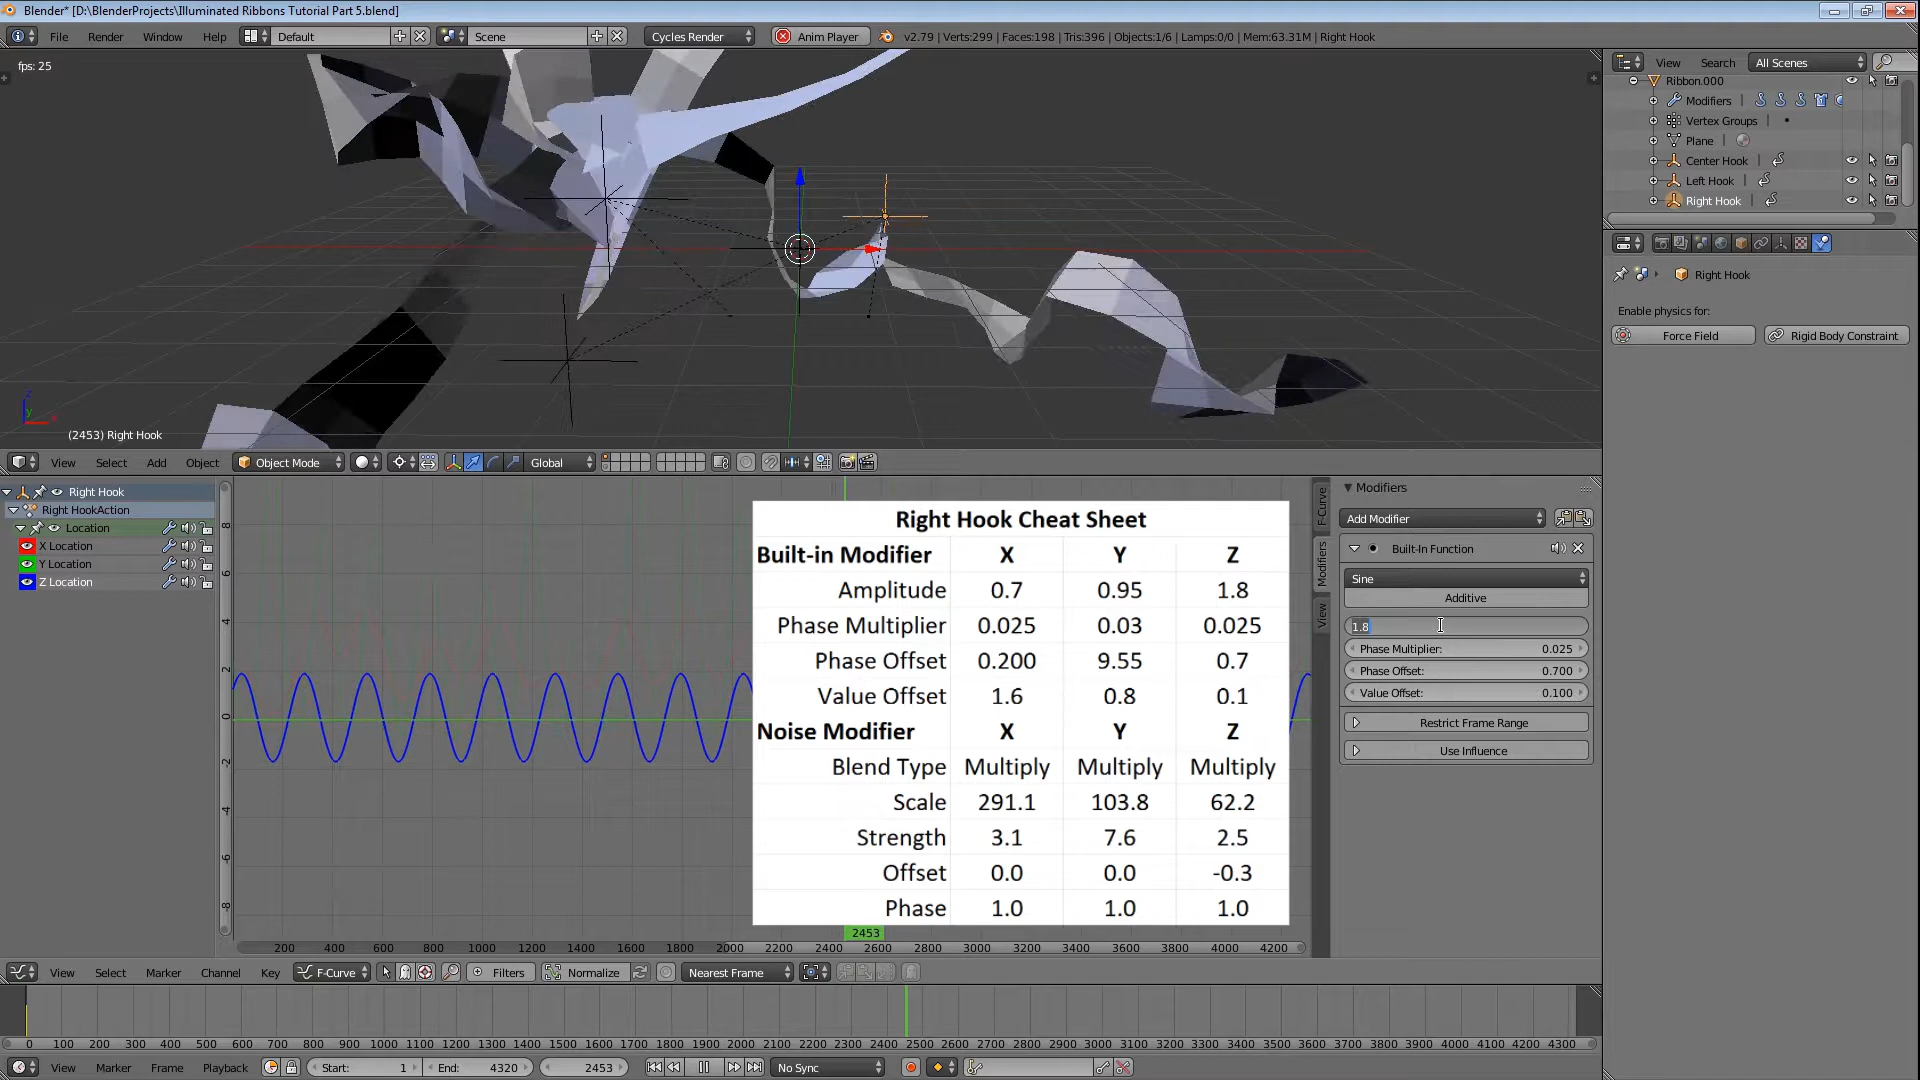 Blender* [D:\BlenderProjects\Illuminated Ribbons Tutorial Part 5.blend]
File Render Window Help Default Scene Cycles Render Anim Player v2.79 | Verts:299 | Faces:198 | Tris:396 | Objects:1/6 | Lamps:0/0 | Mem:63.31M | Right Hook
fps: 25
(2453) Right Hook
View Select Add Object Object Mode Global
View Search All Scenes
Ribbon.000
Modifiers
Vertex Groups
Plane
Center Hook
Left Hook
Right Hook
Right Hook
Enable physics for:
Force Field Rigid Body Constraint
Right Hook
Right HookAction
Location
X Location
Y Location
Z Location
8
6
4
2
0
-2
-4
-6
-8
Right Hook Cheat Sheet
Built-in Modifier X Y Z
Amplitude 0.7 0.95 1.8
Phase Multiplier 0.025 0.03 0.025
Phase Offset 0.200 9.55 0.7
Value Offset 1.6 0.8 0.1
Noise Modifier X Y Z
Blend Type Multiply Multiply Multiply
Scale 291.1 103.8 62.2
Strength 3.1 7.6 2.5
Offset 0.0 0.0 -0.3
Phase 1.0 1.0 1.0
2453
200 400 600 800 1000 1200 1400 1600 1800 2000 2200 2400 2600 2800 3000 3200 3400 3600 3800 4000 4200
F-Curve
Modifiers
View
Modifiers
Add Modifier
Built-In Function
Sine
Additive
1.8
Phase Multiplier: 0.025
Phase Offset: 0.700
Value Offset: 0.100
Restrict Frame Range
Use Influence
View Select Marker Channel Key F-Curve Filters Normalize Nearest Frame
0 100 200 300 400 500 600 700 800 900 1000 1100 1200 1300 1400 1500 1600 1700 1800 1900 2000 2100 2200 2300 2400 2500 2600 2700 2800 2900 3000 3100 3200 3300 3400 3500 3600 3700 3800 3900 4000 4100 4200 4300
View Marker Frame Playback Start: 1 End: 4320 2453 No Sync